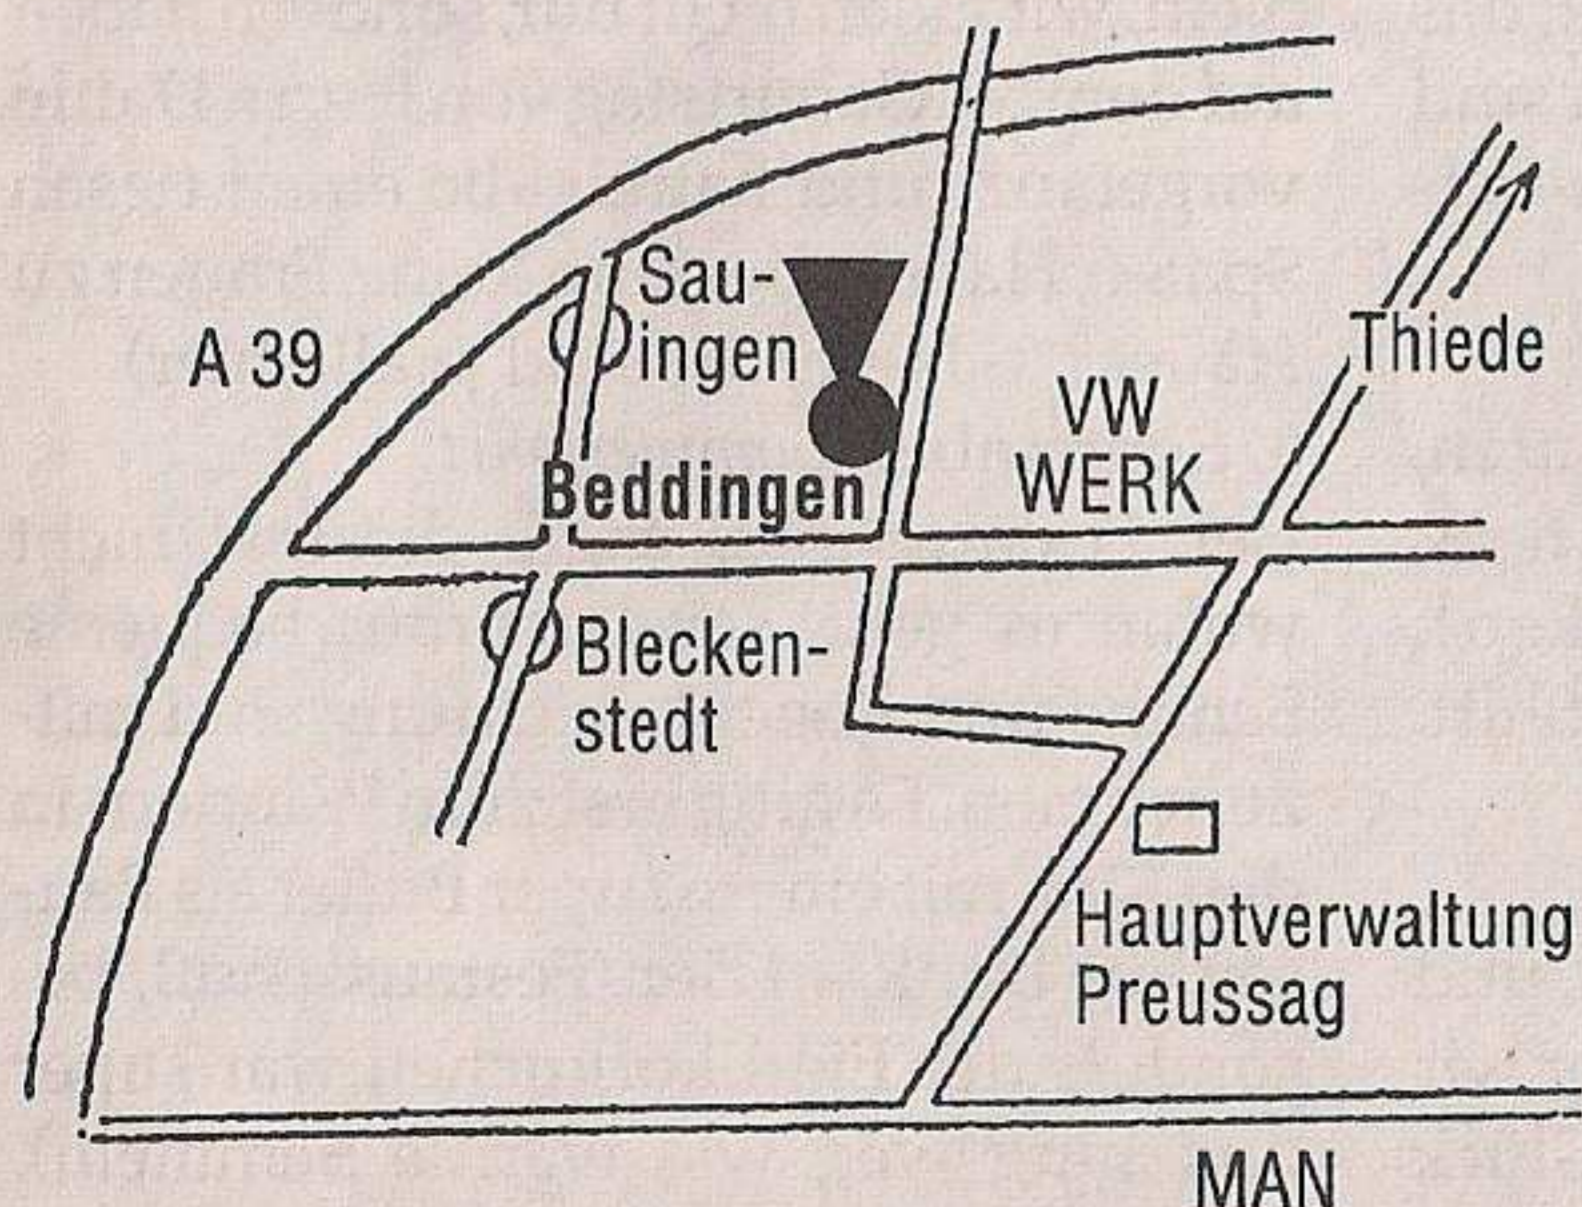 Sau-
ingen
A 39
Thiede
VW
WERK
Beddingen
Blecken-
stedt
Hauptverwaltung
Preussag
MAN